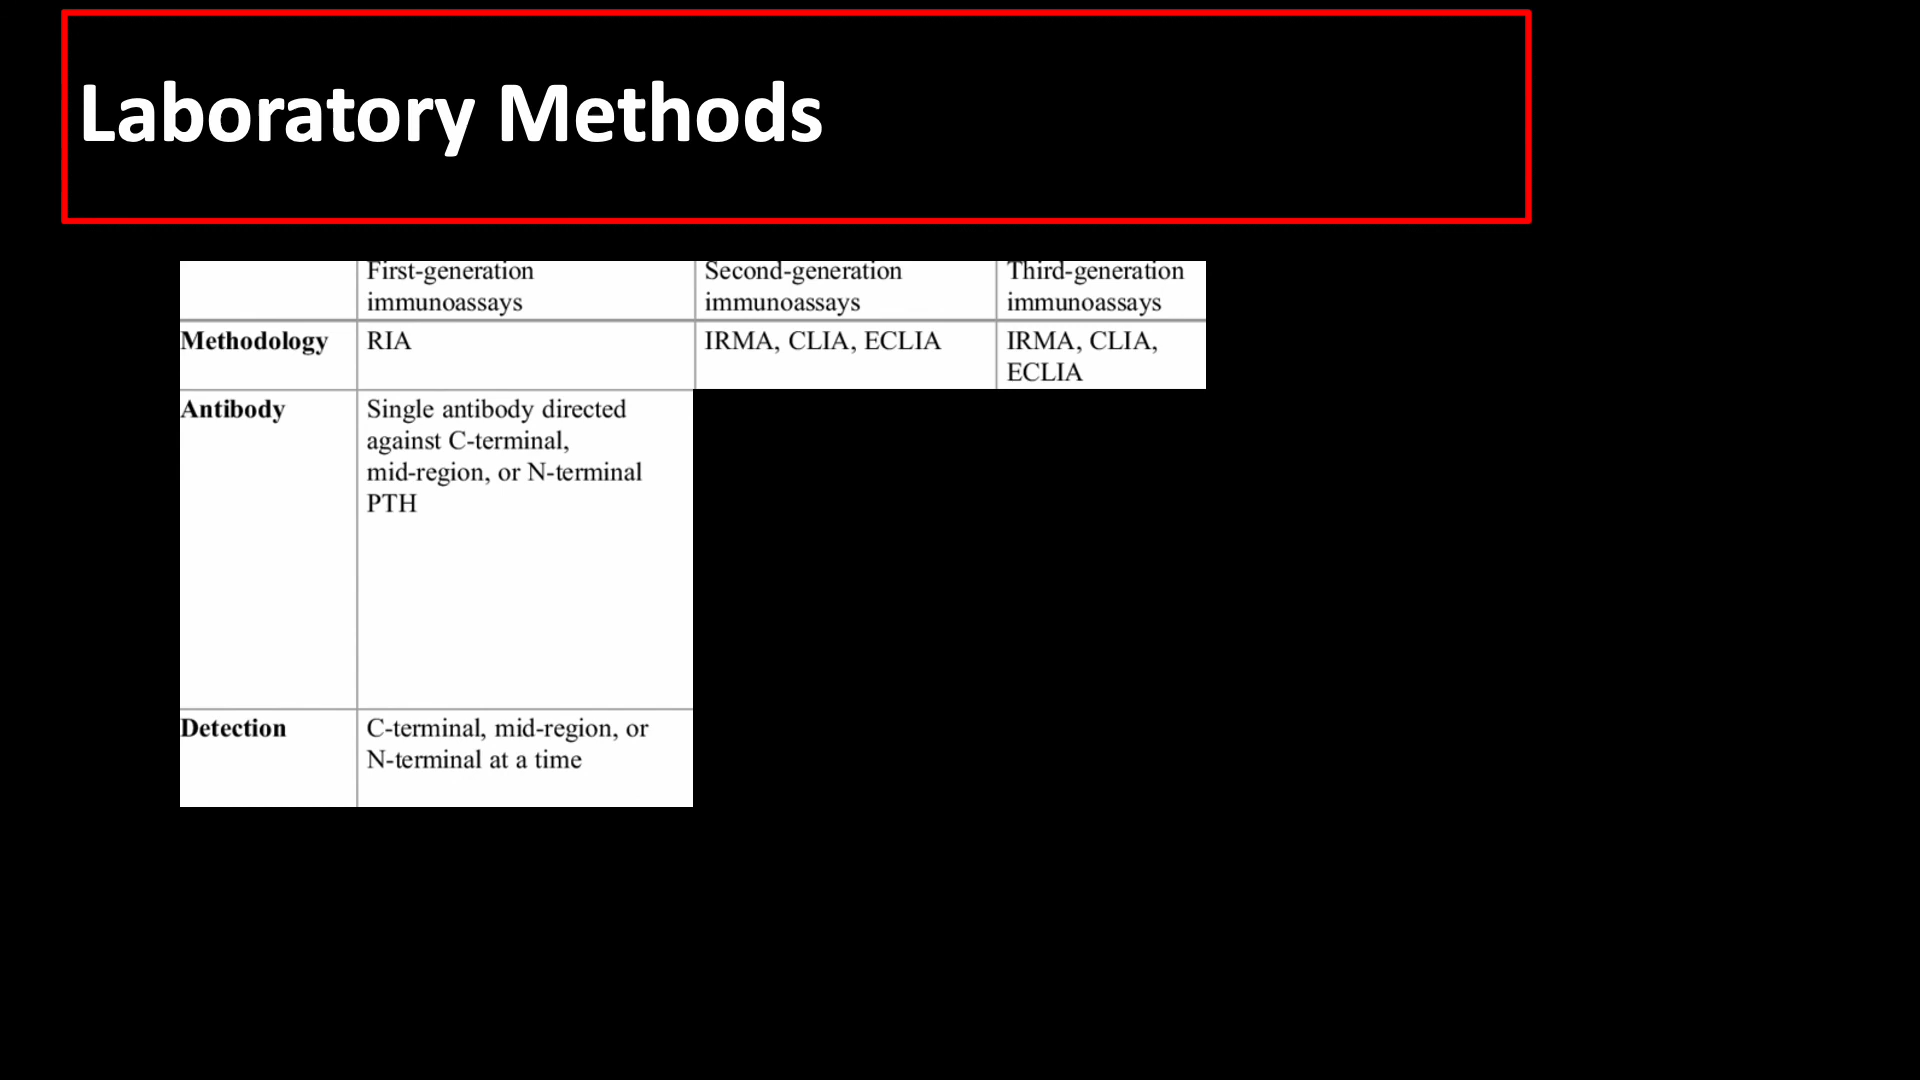 Laboratory Methods
First-generation immunoassays
Second-generation immunoassays
Third-generation immunoassays
Methodology
RIA
IRMA, CLIA, ECLIA
IRMA, CLIA,
ECLIA
Antibody
Single antibody directed
against C-terminal,
mid-region, or N-terminal
PTH
Detection
C-terminal, mid-region, or
N-terminal at a time